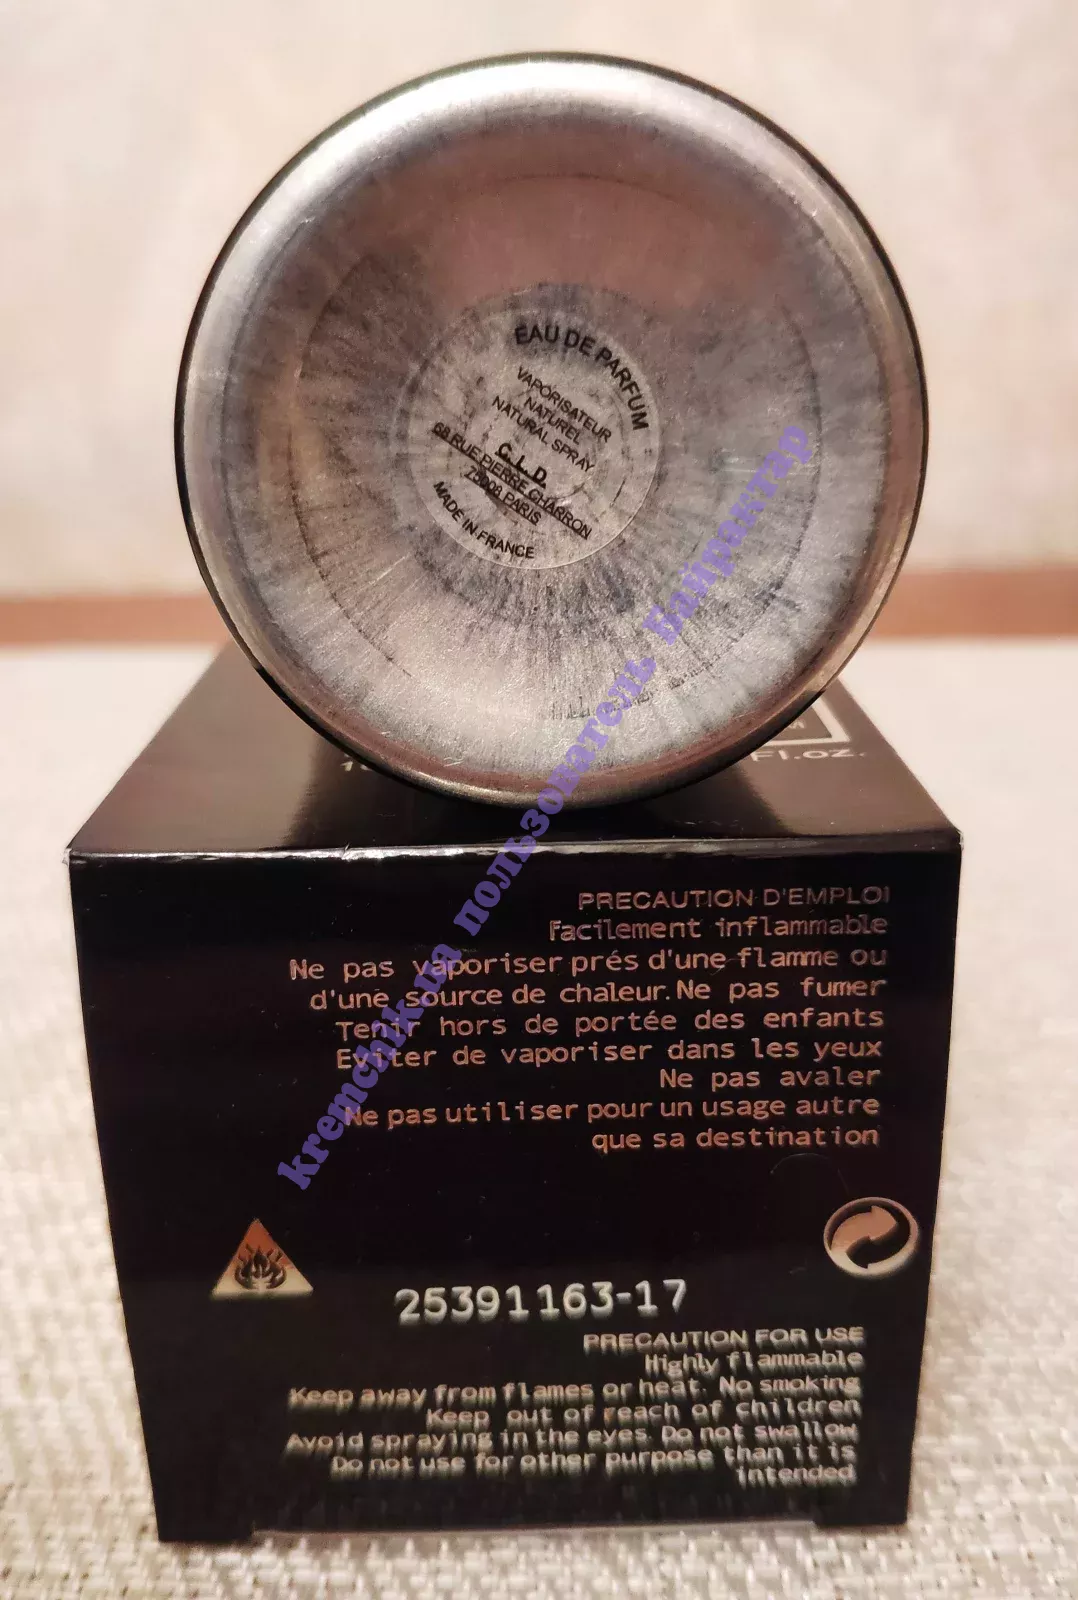 EAU DE PARFUM
VAPORISATEUR
NATUREL
NATURAL SPRAY
C.L.D.
68 RUE PIERRE CHARRON
75008 PARIS
MADE IN FRANCE
Fl.oz.
kremchik.ua пользователь Байрактар
PRECAUTION D'EMPLOI
Facilement inflammable
Ne pas vaporiser prés d'une flamme ou
d'une source de chaleur. Ne pas fumer
Tenir hors de portée des enfants
Eviter de vaporiser dans les yeux
Ne pas avaler
Ne pas utiliser pour un usage autre
que sa destination
25391163-17
PRECAUTION FOR USE
Highly flammable
Keep away from flames or heat. No smoking
Keep out of reach of children
Avoid spraying in the eyes. Do not swallow
Do not use for other purpose than it is
intended